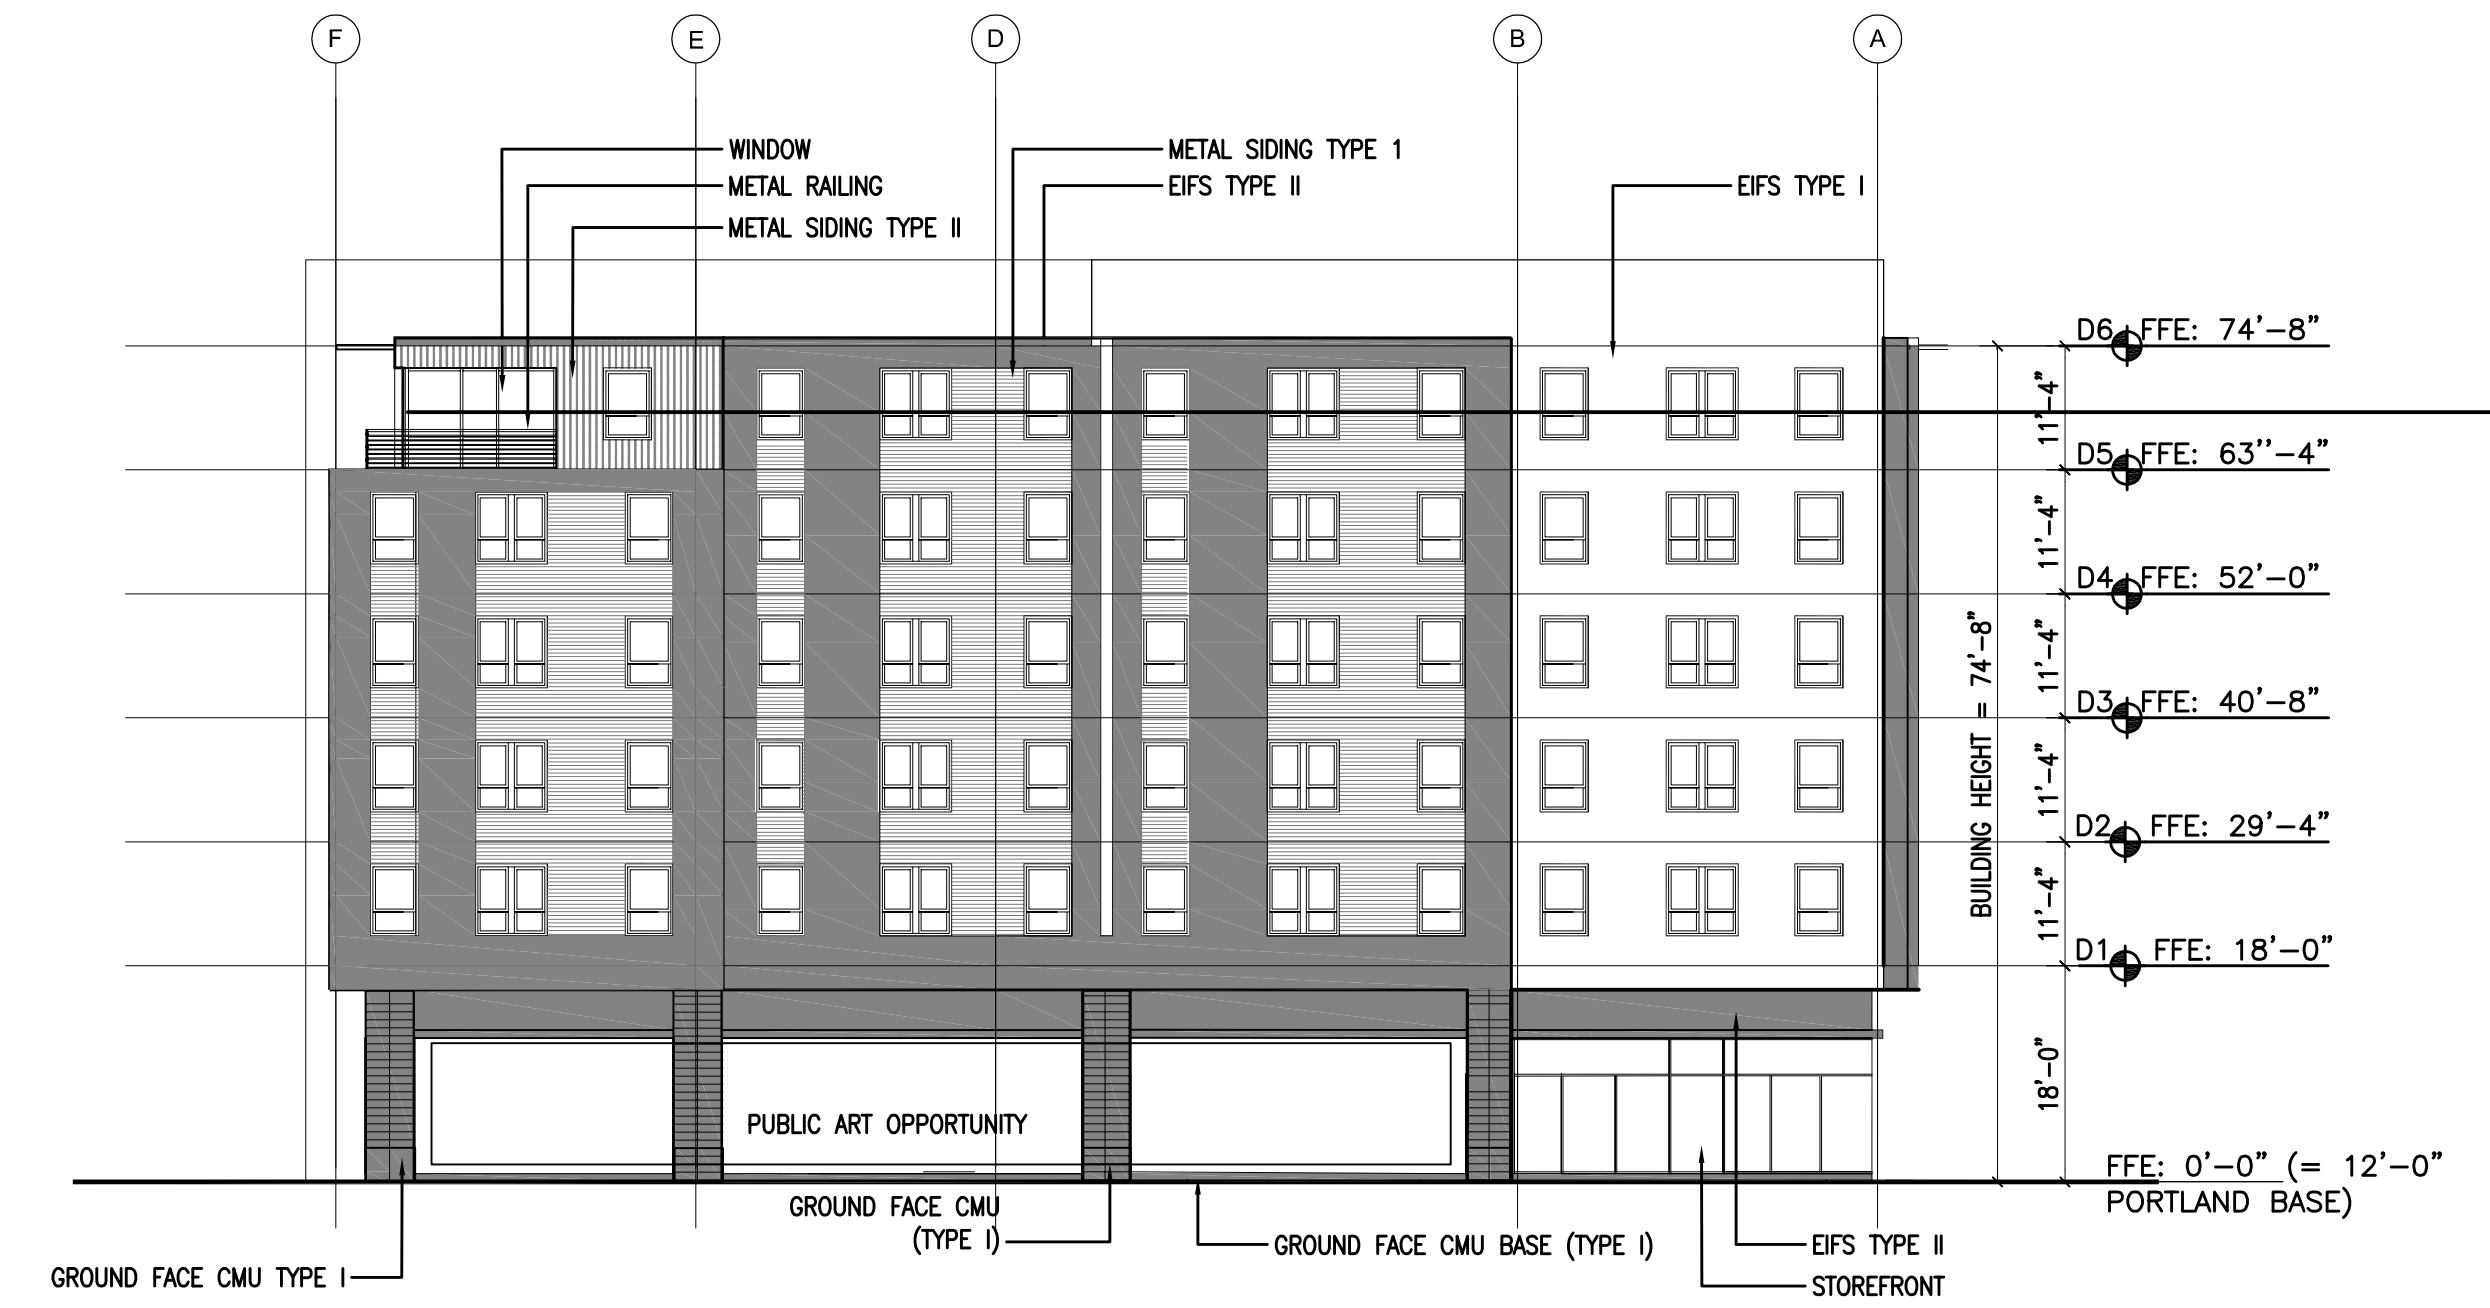 F
E
D
B
A
WINDOW
METAL RAILING
METAL SIDING TYPE II
METAL SIDING TYPE 1
EIFS TYPE II
EIFS TYPE I
D6 FFE: 74'-8"
11'-4"
D5 FFE: 63''-4"
11'-4"
D4 FFE: 52'-0"
11'-4"
D3 FFE: 40'-8"
11'-4"
D2 FFE: 29'-4"
11'-4"
D1 FFE: 18'-0"
BUILDING HEIGHT = 74'-8"
18'-0"
PUBLIC ART OPPORTUNITY
FFE: 0'-0" (= 12'-0"
PORTLAND BASE)
GROUND FACE CMU
(TYPE I)
GROUND FACE CMU BASE (TYPE I)
EIFS TYPE II
GROUND FACE CMU TYPE I
STOREFRONT